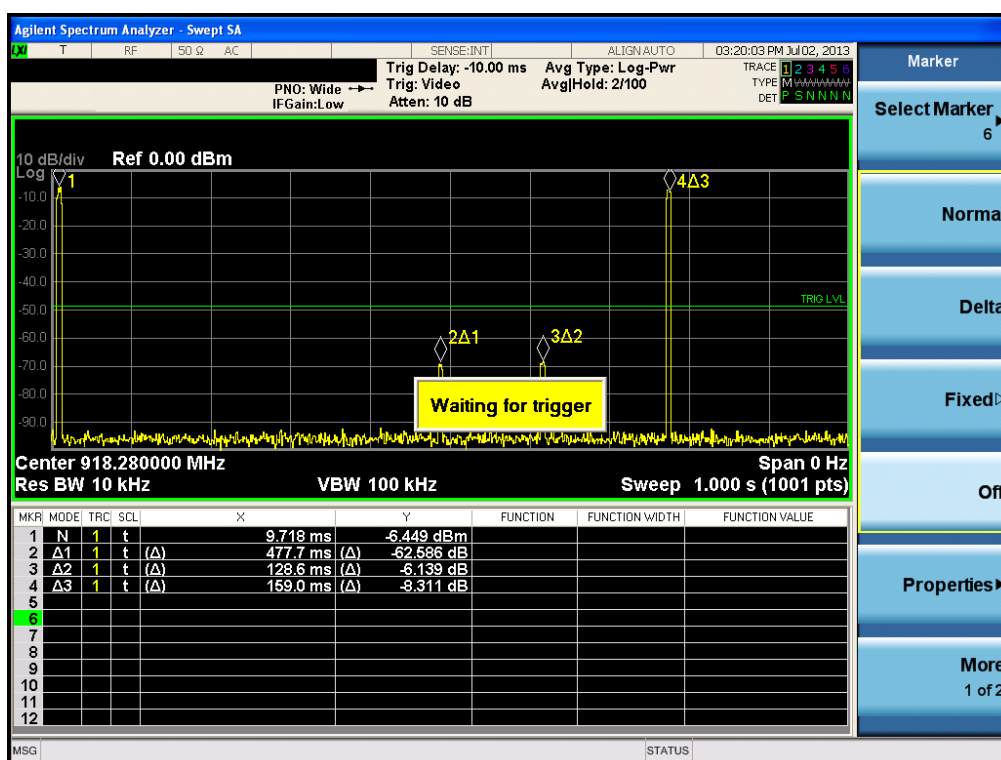 Agilent Spectrum Analyzer - Swept SA
LXI T RF 50 Ω AC SENSE:INT ALIGN AUTO 03:20:03 PM Jul 02, 2013
Trig Delay: -10.00 ms Avg Type: Log-Pwr TRACE 1 2 3 4 5 6
PNO: Wide Trig: Video Avg|Hold: 2/100 TYPE M WWWWW
IFGain:Low Atten: 10 dB DET P S N N N N
10 dB/div Ref 0.00 dBm
Log
1
4Δ3
-10.0
-20.0
-30.0
-40.0
TRIG LVL
-50.0
-60.0
2Δ1
3Δ2
-70.0
-80.0
Waiting for trigger
-90.0
Center 918.280000 MHz Span 0 Hz
Res BW 10 kHz VBW 100 kHz Sweep 1.000 s (1001 pts)
MKR MODE TRC SCL X Y FUNCTION FUNCTION WIDTH FUNCTION VALUE
1 N 1 t 9.718 ms -6.449 dBm
2 Δ1 1 t (Δ) 477.7 ms (Δ) -62.586 dB
3 Δ2 1 t (Δ) 128.6 ms (Δ) -6.139 dB
4 Δ3 1 t (Δ) 159.0 ms (Δ) -8.311 dB
5
6
7
8
9
10
11
12
MSG STATUS
Marker
Select Marker
6
Norma
Delta
Fixed
Off
Properties
More
1 of 2